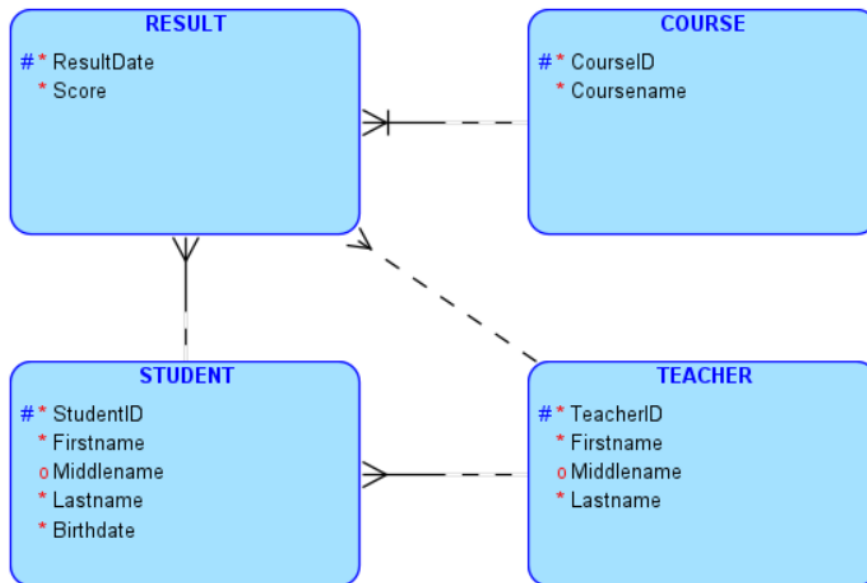 RESULT
# * ResultDate
* Score
COURSE
# * CourseID
* Coursename
STUDENT
# * StudentID
* Firstname
o Middlename
* Lastname
* Birthdate
TEACHER
# * TeacherID
* Firstname
o Middlename
* Lastname